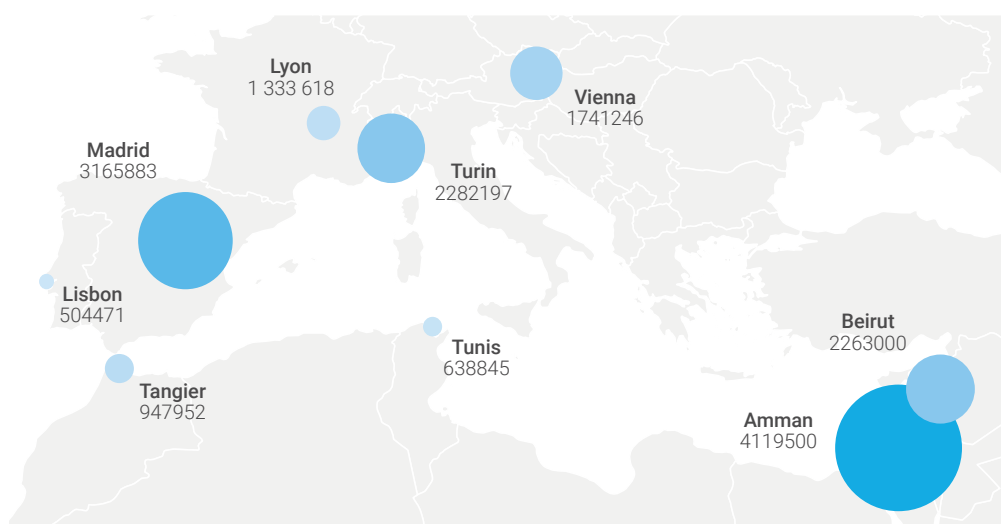 Lyon
1 333 618
Vienna
1741246
Madrid
3165883
Turin
2282197
Lisbon
504471
Beirut
2263000
Tunis
638845
Tangier
947952
Amman
4119500